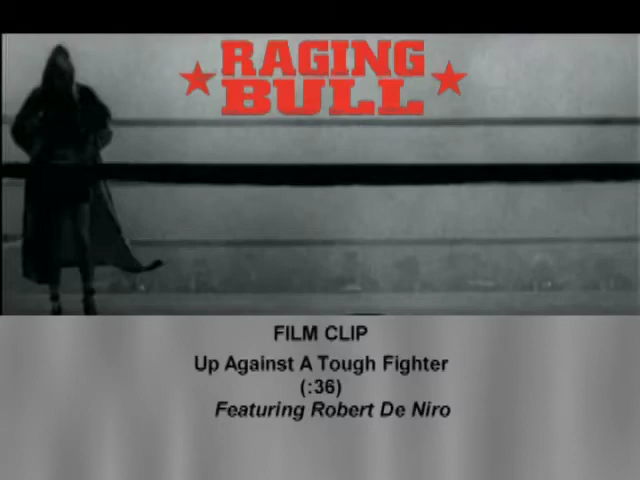 RAGING
BULL
FILM CLIP
Up Against A Tough Fighter
(:36)
Featuring Robert De Niro